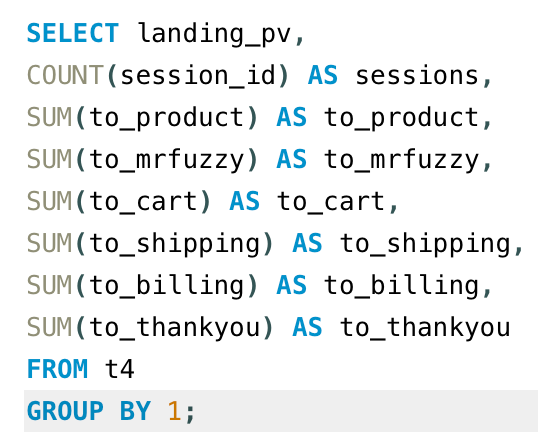 SELECT landing_pv,
COUNT(session_id) AS sessions,
SUM(to_product) AS to_product,
SUM(to_mrfuzzy) AS to_mrfuzzy,
SUM(to_cart) AS to_cart,
SUM(to_shipping) AS to_shipping,
SUM(to_billing) AS to_billing,
SUM(to_thankyou) AS to_thankyou
FROM t4
GROUP BY 1;